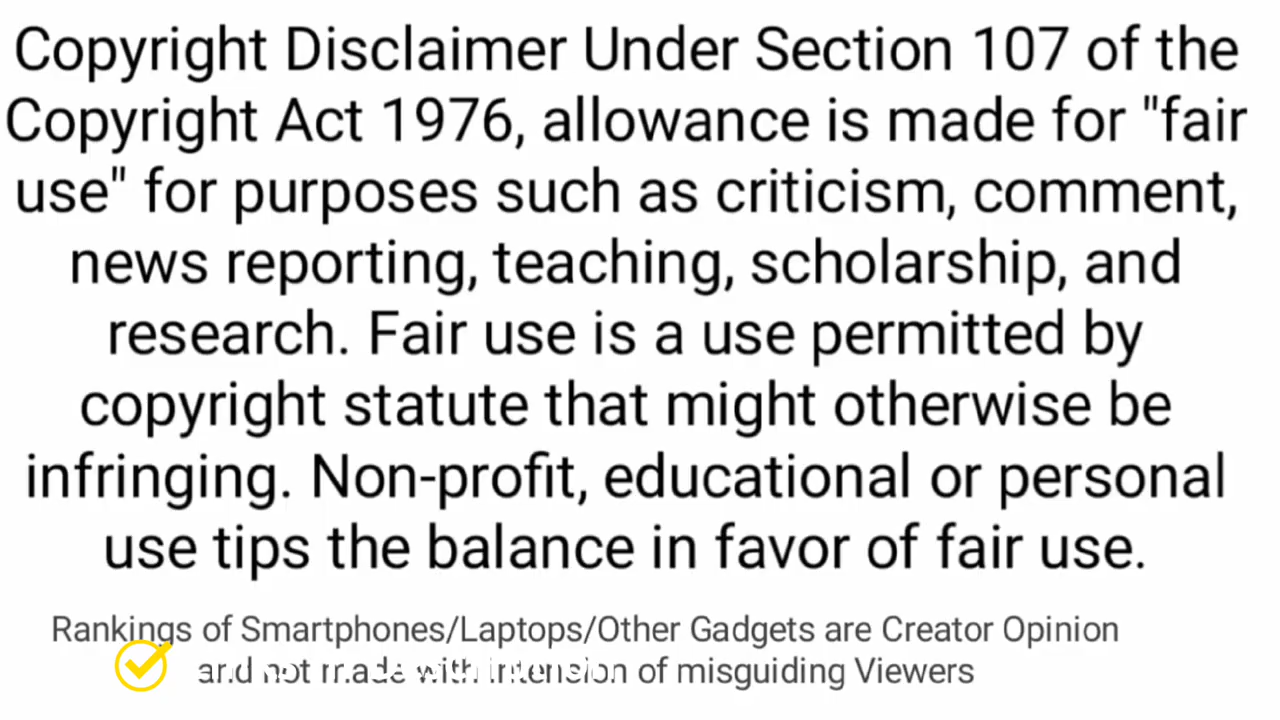 Copyright Disclaimer Under Section 107 of the
Copyright Act 1976, allowance is made for "fair
use" for purposes such as criticism, comment,
news reporting, teaching, scholarship, and
research. Fair use is a use permitted by
copyright statute that might otherwise be
infringing. Non-profit, educational or personal
use tips the balance in favor of fair use.
Rankings of Smartphones/Laptops/Other Gadgets are Creator Opinion
and not made with intention of misguiding Viewers